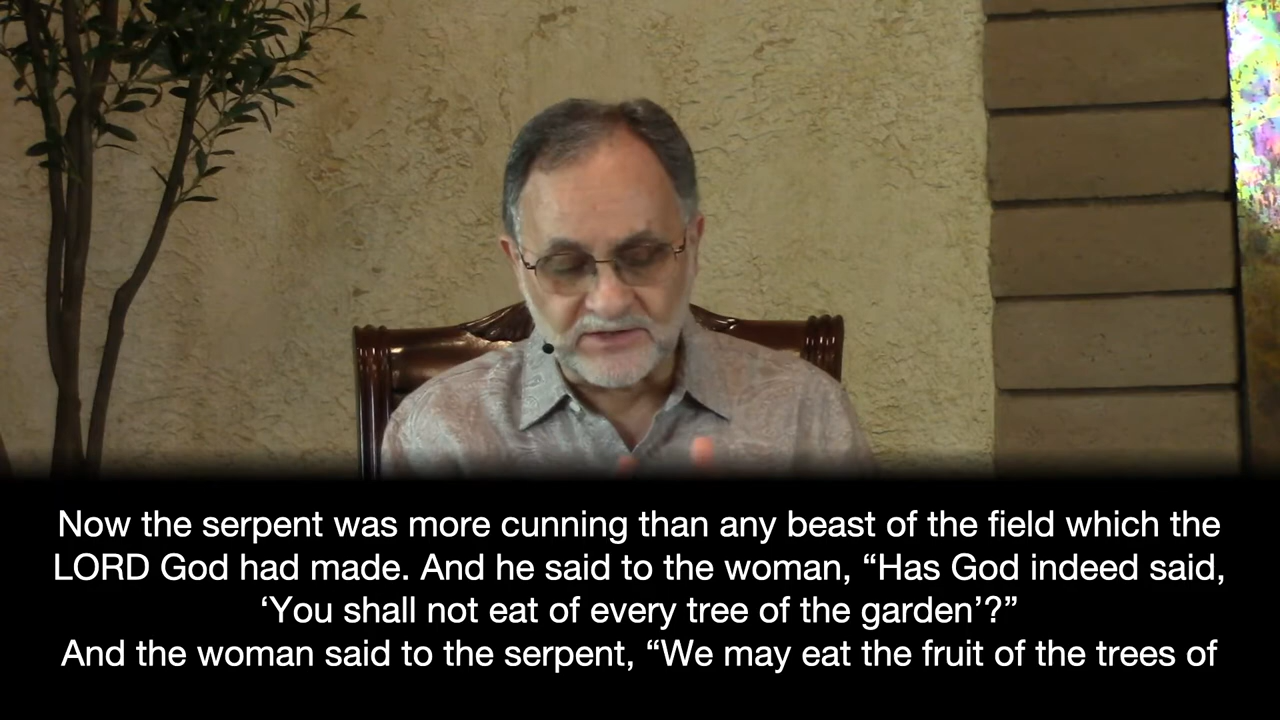 Now the serpent was more cunning than any beast of the field which the
LORD God had made. And he said to the woman, “Has God indeed said,
‘You shall not eat of every tree of the garden’?”
And the woman said to the serpent, “We may eat the fruit of the trees of